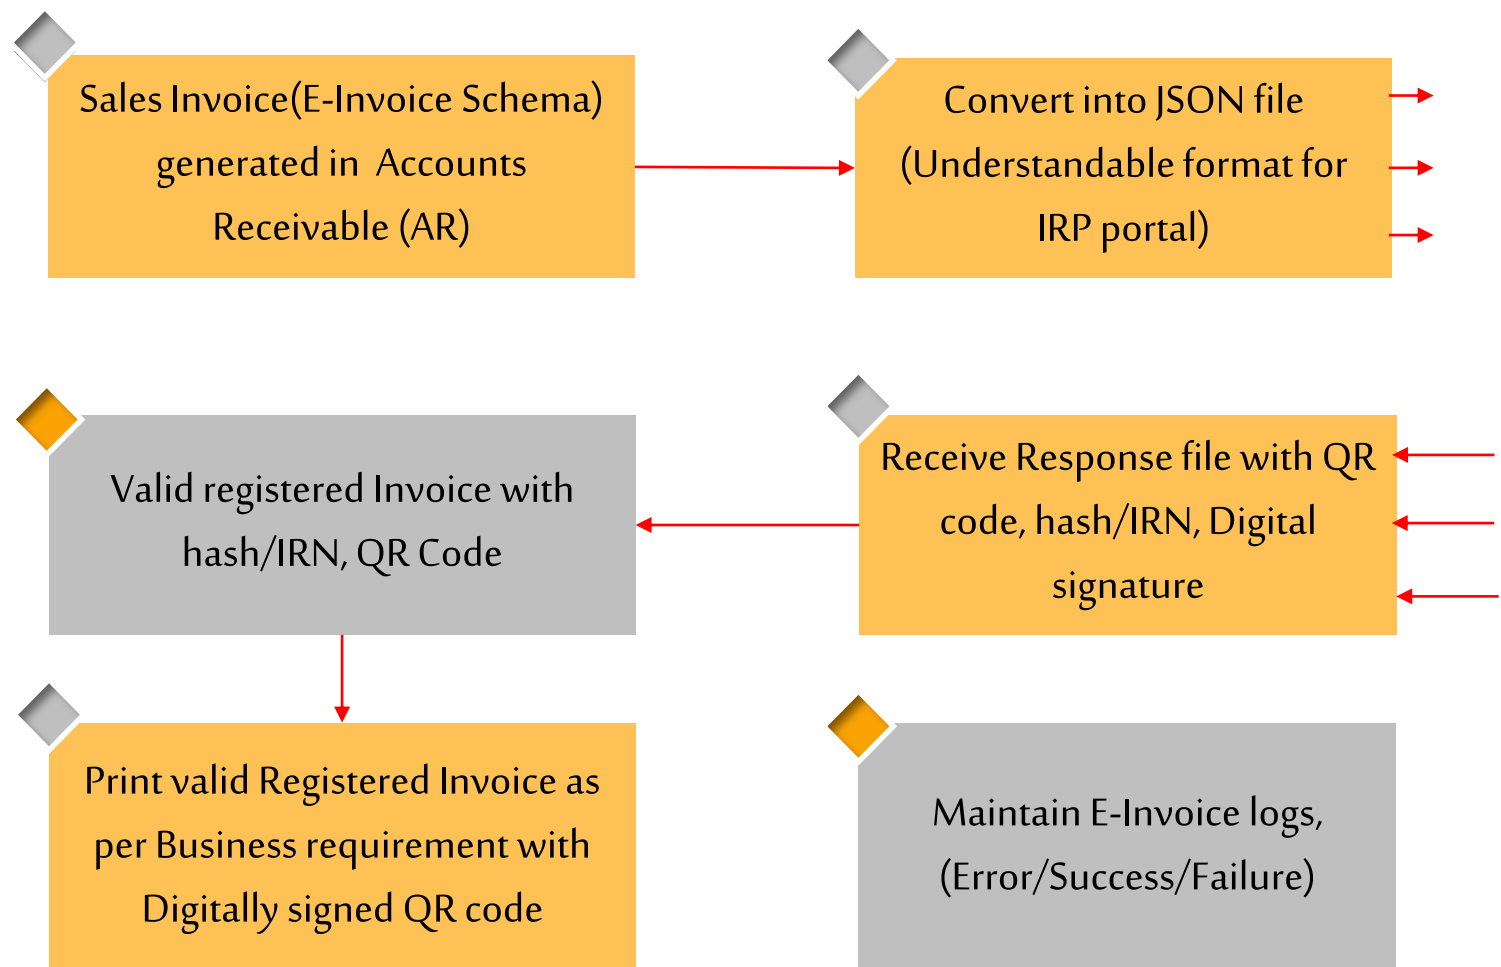 Sales Invoice(E-Invoice Schema)
generated in Accounts
Receivable (AR)
Convert into JSON file
(Understandable format for
IRP portal)
Valid registered Invoice with
hash/IRN, QR Code
Receive Response file with QR
code, hash/IRN, Digital
signature
Print valid Registered Invoice as
per Business requirement with
Digitally signed QR code
Maintain E-Invoice logs,
(Error/Success/Failure)